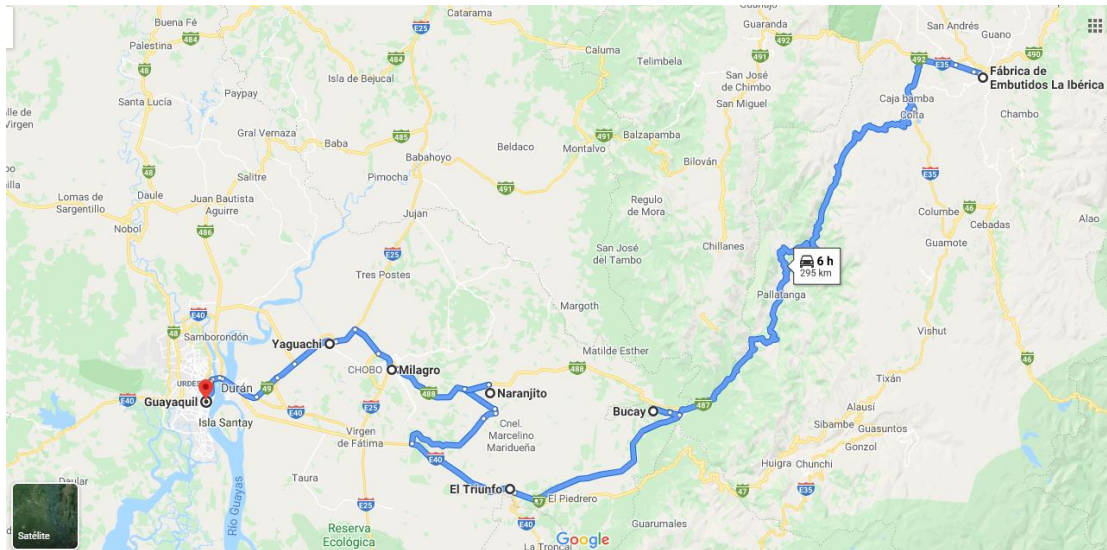 Catarama
Buena Fé
484
E25
Guanujo
Guaranda
492
San Andrés
Guano
490
Palestina
48
484
Caluma
Telimbela
492
E35
Fábrica de
Embutidos La Ibérica
Isla de Bejucal
San José
de Chimbo
San Miguel
Santa Lucía
Paypay
Caja bamba
Colta
Chambo
Gral Vernaza
485
Baba
Beldaco
491
Montalvo
Balzapamba
Babahoyo
Bilován
48
Salitre
Pimocha
491
E35
Lomas de
Sargentillo
Daule
Juan Bautista
Aguirre
Regulo
de Mora
Columbe
46
Cebadas
Alao
Nobol
486
Jujan
San José
del Tambo
Chillanes
Guamote
E25
Tres Postes
6 h
295 km
Pallatanga
Margoth
E40
Samborondón
48
Yaguachi
Vishut
Matilde Esther
46
CHOBO
Milagro
488
Tixán
URDES
Durán
49
488
Naranjito
E40
Guayaquil
E40
E25
Bucay
487
Isla Santay
Cnel.
Marcelino
Maridueña
Alausí
Sibambe
Guasuntos
Gonzol
Virgen
de Fátima
E40
Huigra
Chunchi
Daular
Taura
El Triunfo
47
El Piedrero
47
E35
Río Guayas
E25
E40
Guarumales
Satélite
Reserva
Ecológica
La Troncal
Google